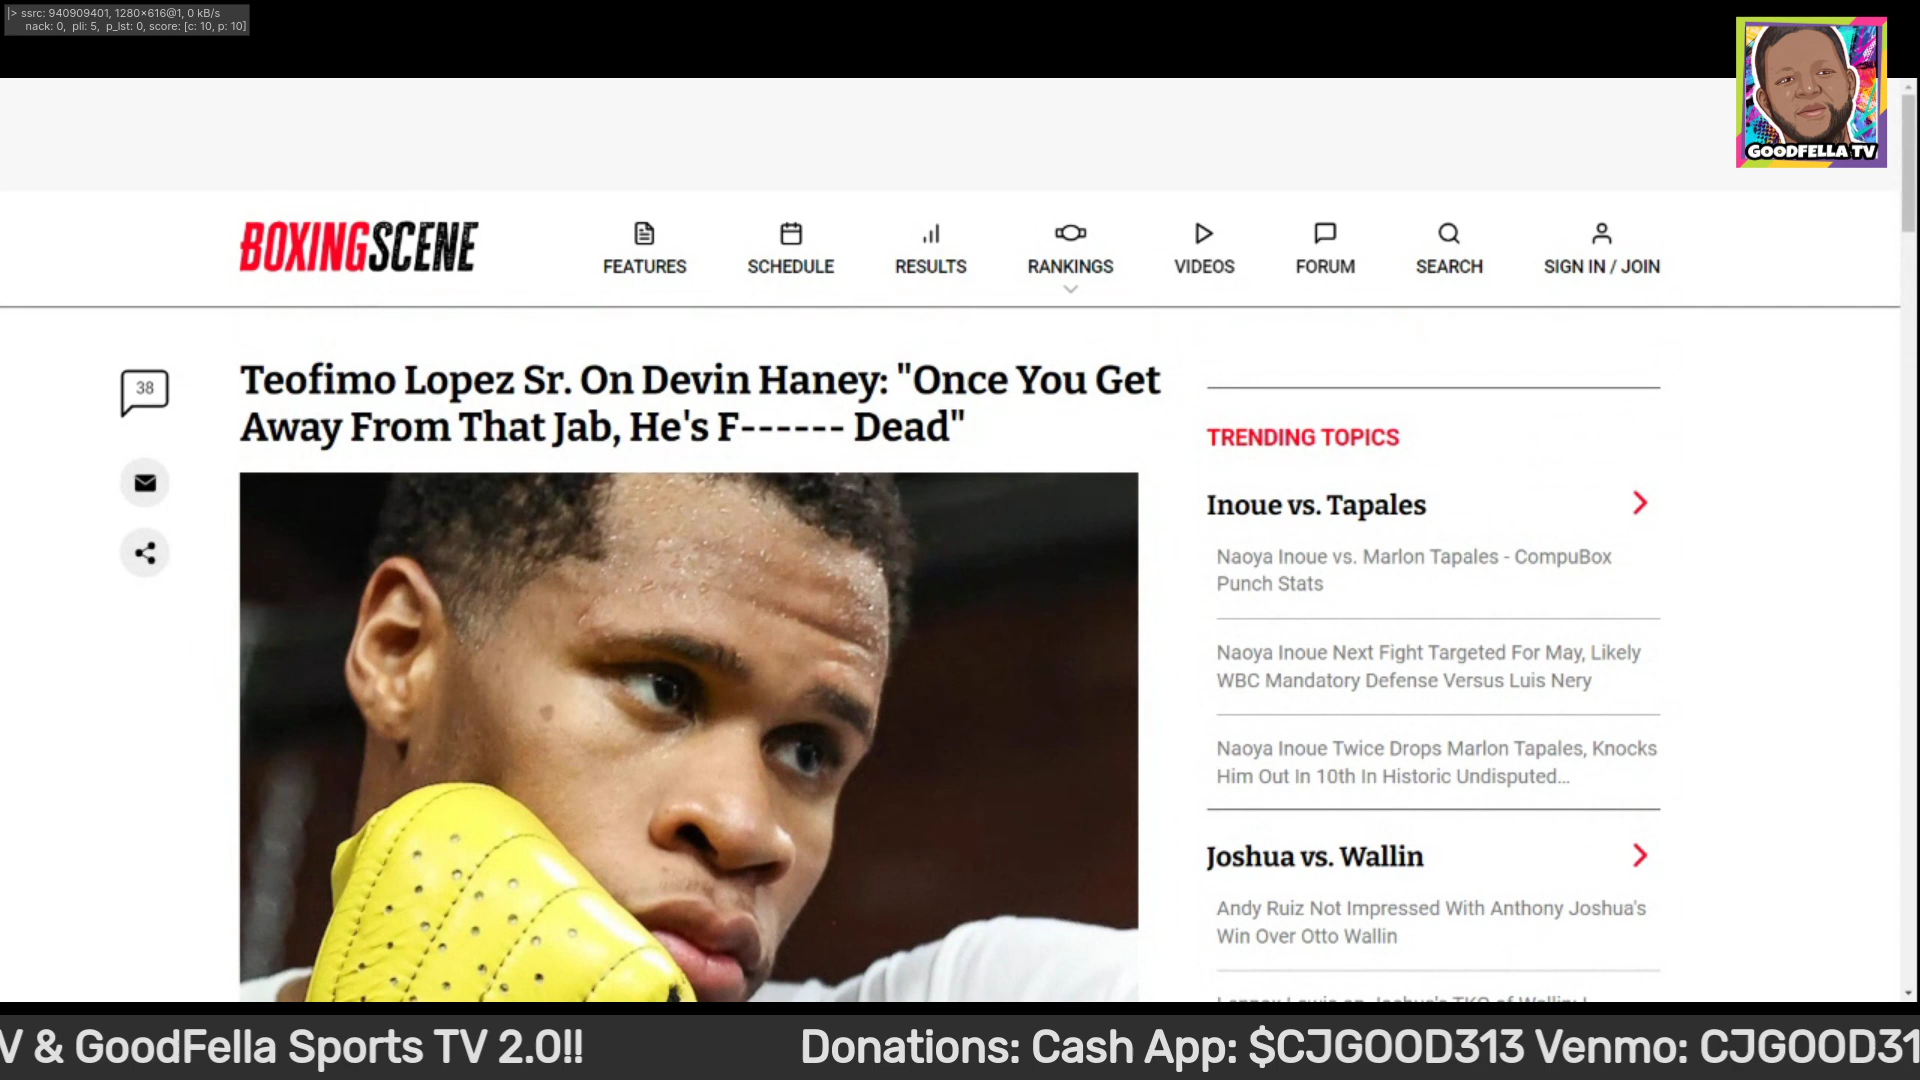 |> ssrc: 940909401, 1280×616@1, 0 kB/s
nack: 0, pli: 5, p_lst: 0, score: [c: 10, p: 10]
GOODFELLA TV
BOXINGSCENE
FEATURES
SCHEDULE
RESULTS
RANKINGS
VIDEOS
FORUM
SEARCH
SIGN IN / JOIN
38
Teofimo Lopez Sr. On Devin Haney: "Once You Get
Away From That Jab, He's F------ Dead"
TRENDING TOPICS
Inoue vs. Tapales
Naoya Inoue vs. Marlon Tapales - CompuBox
Punch Stats
Naoya Inoue Next Fight Targeted For May, Likely
WBC Mandatory Defense Versus Luis Nery
Naoya Inoue Twice Drops Marlon Tapales, Knocks
Him Out In 10th In Historic Undisputed...
Joshua vs. Wallin
Andy Ruiz Not Impressed With Anthony Joshua's
Win Over Otto Wallin
V & GoodFella Sports TV 2.0!! Donations: Cash App: $CJGOOD313 Venmo: CJGOOD31